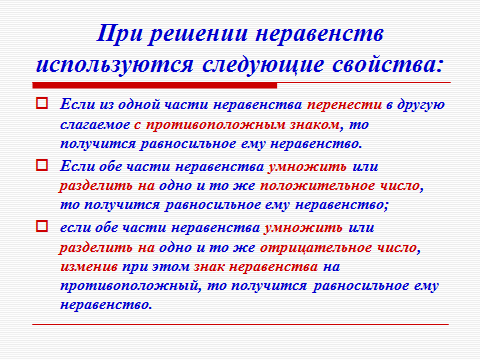 При решении неравенств
используются следующие свойства:
Если из одной части неравенства перенести в другую
слагаемое с противоположным знаком, то
получится равносильное ему неравенство.
Если обе части неравенства умножить или
разделить на одно и то же положительное число,
то получится равносильное ему неравенство;
если обе части неравенства умножить или
разделить на одно и то же отрицательное число,
изменив при этом знак неравенства на
противоположный, то получится равносильное ему
неравенство.